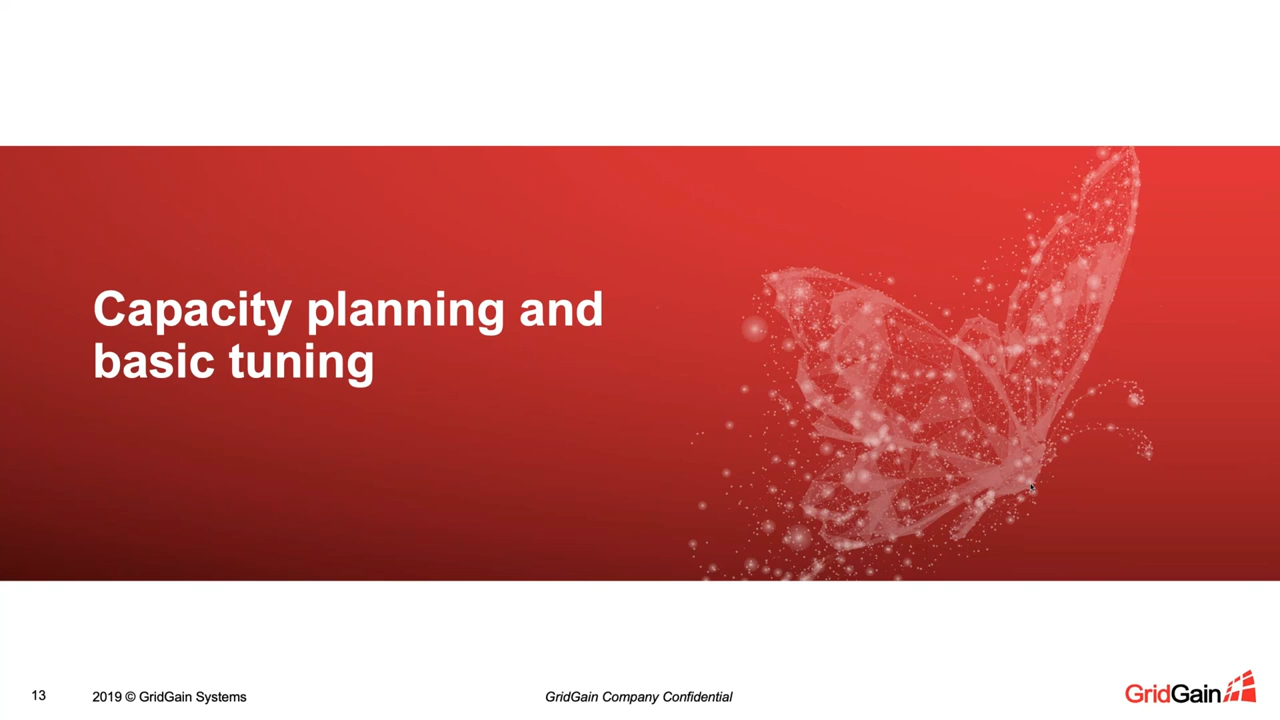 Capacity planning and
basic tuning
13
2019 © GridGain Systems
GridGain Company Confidential
GridGain